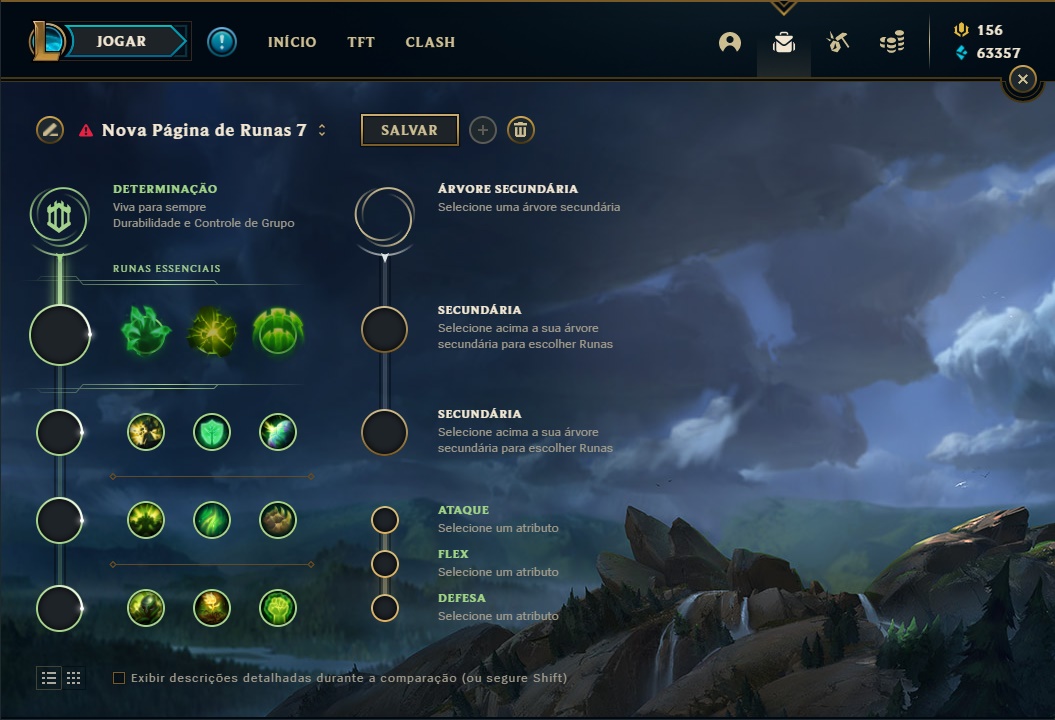 JOGAR
INÍCIO
TFT
CLASH
156
63357
Nova Página de Runas 7
SALVAR
DETERMINAÇÃO
Viva para sempre
Durabilidade e Controle de Grupo
RUNAS ESSENCIAIS
ÁRVORE SECUNDÁRIA
Selecione uma árvore secundária
SECUNDÁRIA
Selecione acima a sua árvore
secundária para escolher Runas
SECUNDÁRIA
Selecione acima a sua árvore
secundária para escolher Runas
ATAQUE
Selecione um atributo
FLEX
Selecione um atributo
DEFESA
Selecione um atributo
Exibir descrições detalhadas durante a comparação (ou segure Shift)